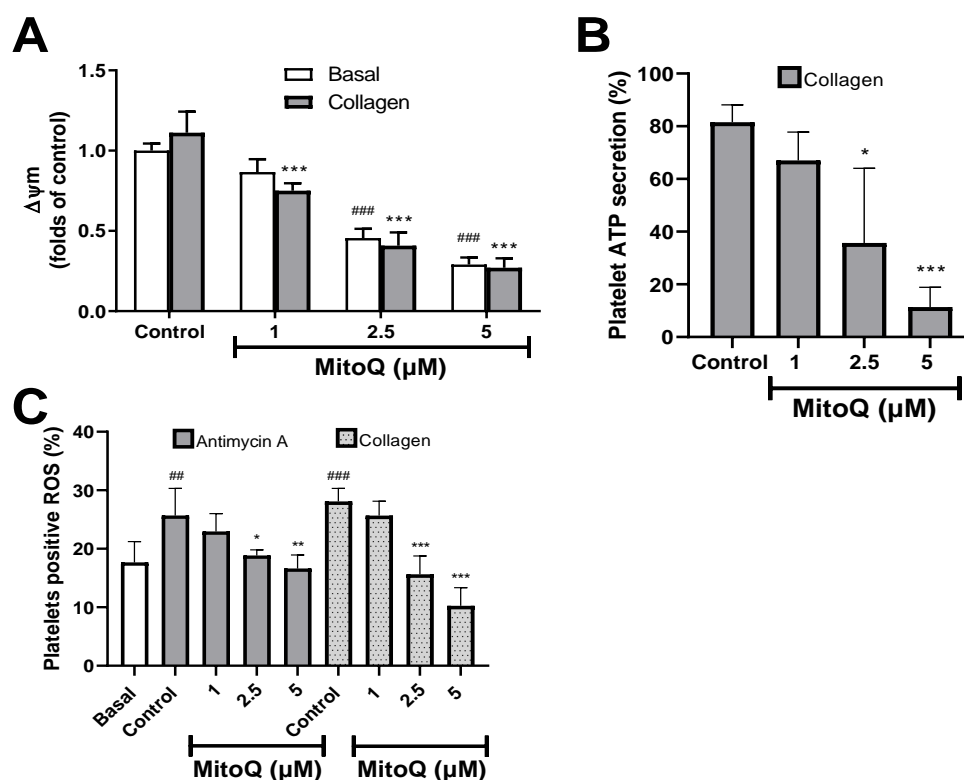 A
Δψm
(folds of control)
1.5
1.0
0.5
0.0
Basal
Collagen
***
###
***
###
***
Control
1
2.5
5
MitoQ (µM)
B
Platelet ATP secretion (%)
100
80
60
40
20
0
Collagen
*
***
Control
1
2.5
5
MitoQ (µM)
C
Platelets positive ROS (%)
40
30
20
10
0
Antimycin A
Collagen
##
*
**
###
***
***
Basal
Control
1
2.5
5
Control
1
2.5
5
MitoQ (µM)
MitoQ (µM)